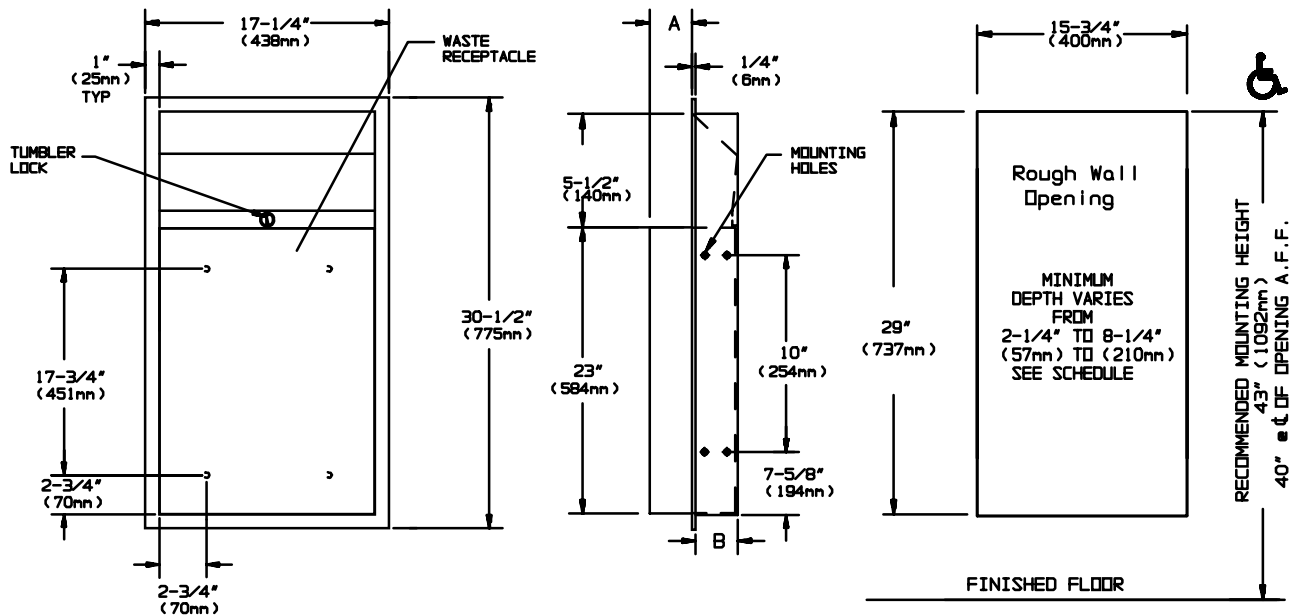 17-1/4"
(438mm)
1"
(25mm)
TYP
WASTE
RECEPTACLE
TUMBLER
LOCK
30-1/2"
(775mm)
17-3/4"
(451mm)
2-3/4"
(70mm)
2-3/4"
(70mm)
A
1/4"
(6mm)
MOUNTING
HOLES
5-1/2"
(140mm)
23"
(584mm)
10"
(254mm)
7-5/8"
(194mm)
B
15-3/4"
(400mm)
29"
(737mm)
Rough Wall
Opening
MINIMUM
DEPTH VARIES
FROM
2-1/4" TO 8-1/4"
(57mm) TO (210mm)
SEE SCHEDULE
RECOMMENDED MOUNTING HEIGHT
43" (1092mm)
40" @ ℄ OF OPENING A.F.F.
FINISHED FLOOR